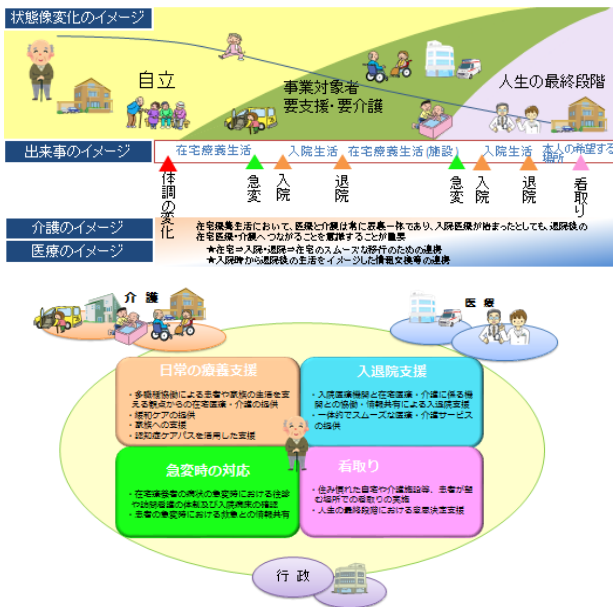 状態像変化のイメージ
自立
事業対象者
要支援・要介護
人生の最終段階
出来事のイメージ
在宅療養生活
入院生活
在宅療養生活(施設)
入院生活
本人の希望する
場所
体調の変化
急変
入院
退院
急変
入院
退院
看取り
介護のイメージ
医療のイメージ
在宅療養生活において、医療と介護は常に表裏一体であり、入院医療が始まったとしても、退院後の
在宅医療・介護へつながることを意識することが重要
★在宅⇒入院・退院⇒在宅のスムーズな移行のための連携
★入院時から退院後の生活をイメージした情報交換等の連携
介護
医療
日常の療養支援
・多職種協働による患者や家族の生活を支
える観点からの在宅医療・介護の提供
・緩和ケアの提供
・家族への支援
・認知症ケアパスを活用した支援
入退院支援
・入院医療機関と在宅医療・介護に係る機
関との協働・情報共有による入退院支援
・一体的でスムーズな医療・介護サービス
の提供
急変時の対応
・在宅療養者の病状の急変時における往診
や訪問看護の体制及び入院病床の確認
・患者の急変時における救急との情報共有
看取り
・住み慣れた自宅や介護施設等、患者が望
む場所での看取りの実施
・人生の最終段階における意思決定支援
行政